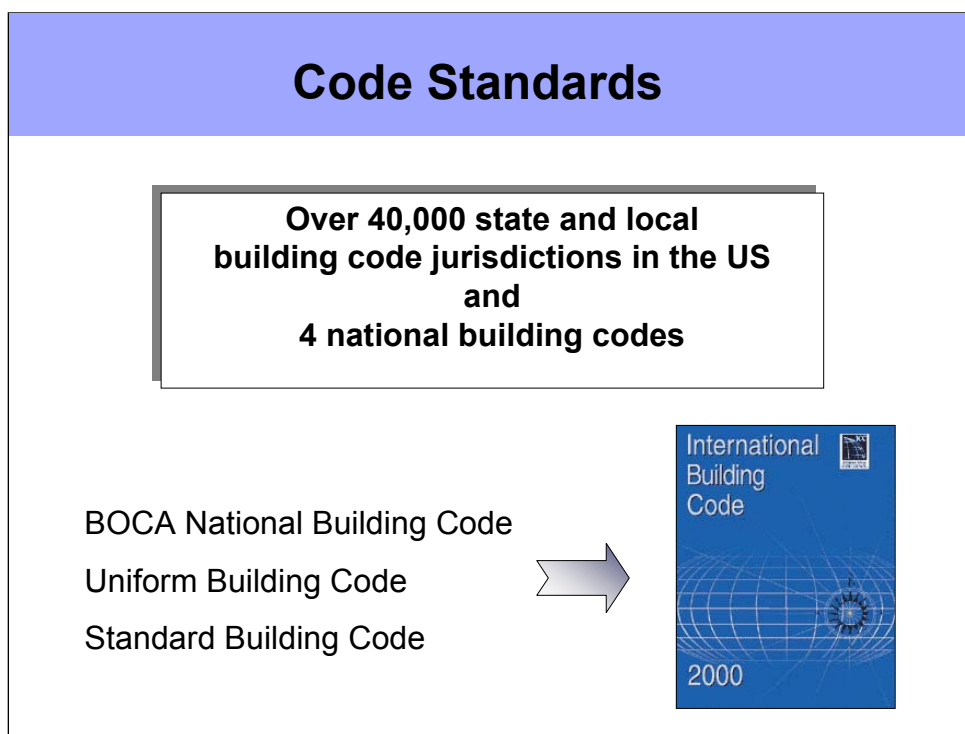 Code Standards
Over 40,000 state and local
building code jurisdictions in the US
and
4 national building codes
BOCA National Building Code
Uniform Building Code
Standard Building Code
International
Building
Code
2000